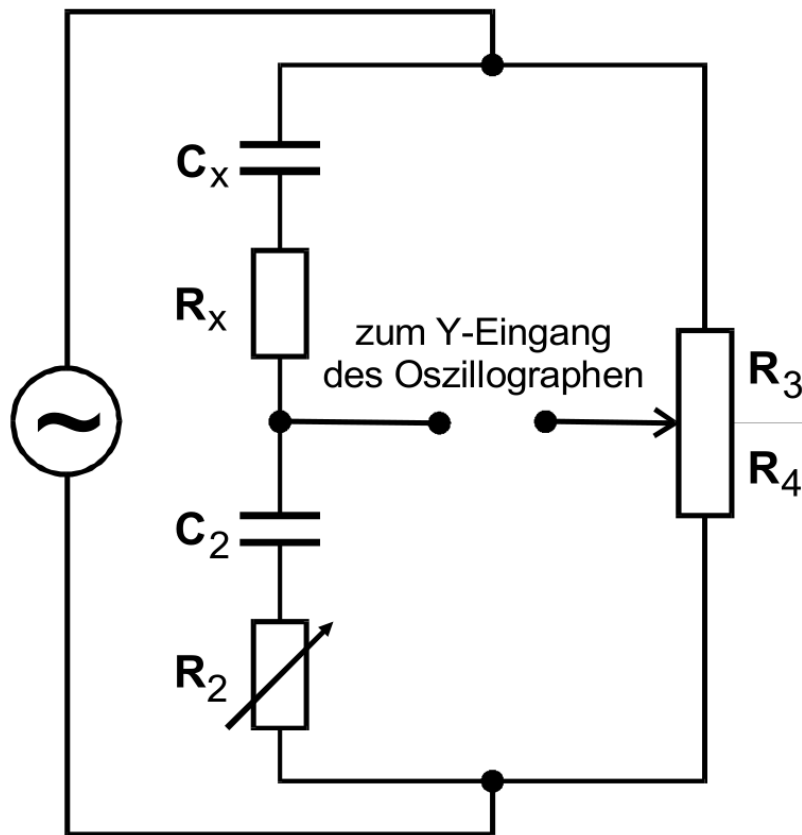 Cx
Rx
zum Y-Eingang
des Oszillographen
R3
R4
C2
R2
~